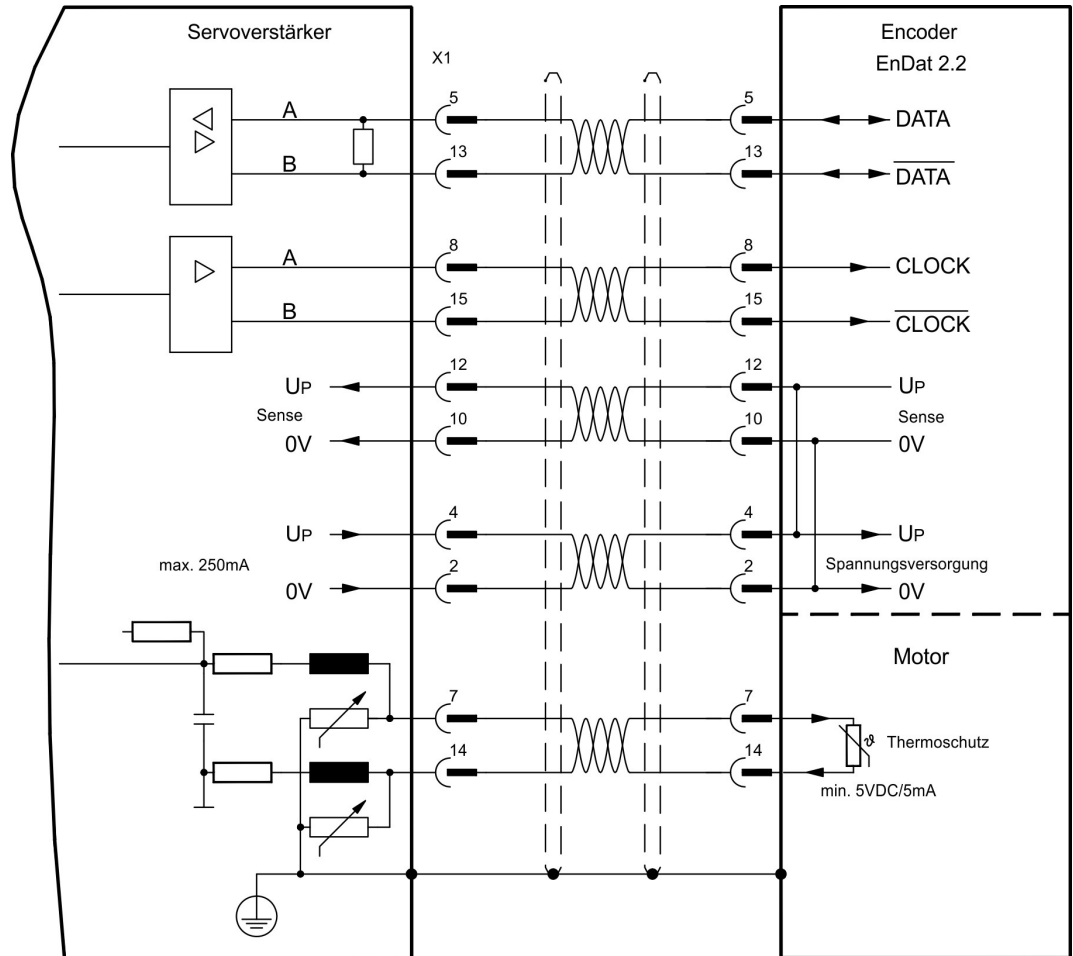 Servoverstärker
X1
Encoder
EnDat 2.2
A
5
5
DATA
B
13
13
DATA
A
8
8
CLOCK
B
15
15
CLOCK
UP
12
12
UP
Sense
Sense
0V
10
10
0V
UP
4
4
UP
max. 250mA
Spannungsversorgung
0V
2
2
0V
Motor
7
7
ϑ
Thermoschutz
14
14
min. 5VDC/5mA